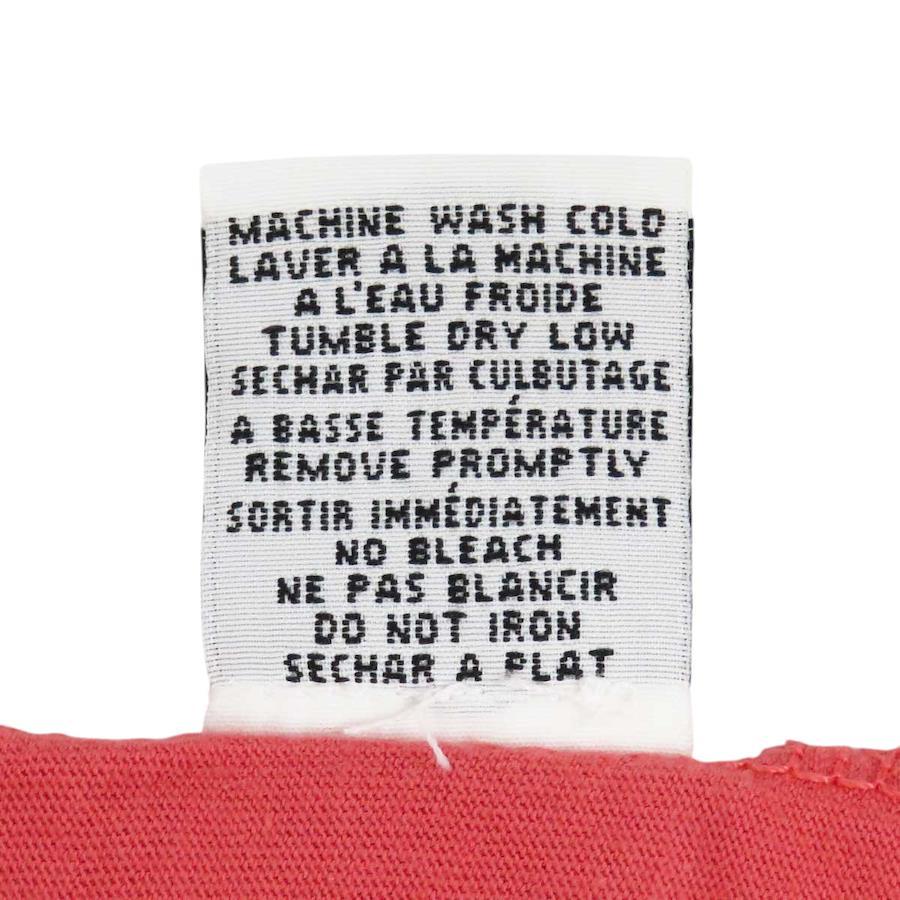 MACHINE WASH COLD
LAVER A LA MACHINE
A L'EAU FROIDE
TUMBLE DRY LOW
SECHAR PAR CULBUTAGE
A BASSE TEMPÉRATURE
REMOVE PROMPTLY
SORTIR IMMÉDIATEMENT
NO BLEACH
NE PAS BLANCIR
DO NOT IRON
SECHAR A PLAT